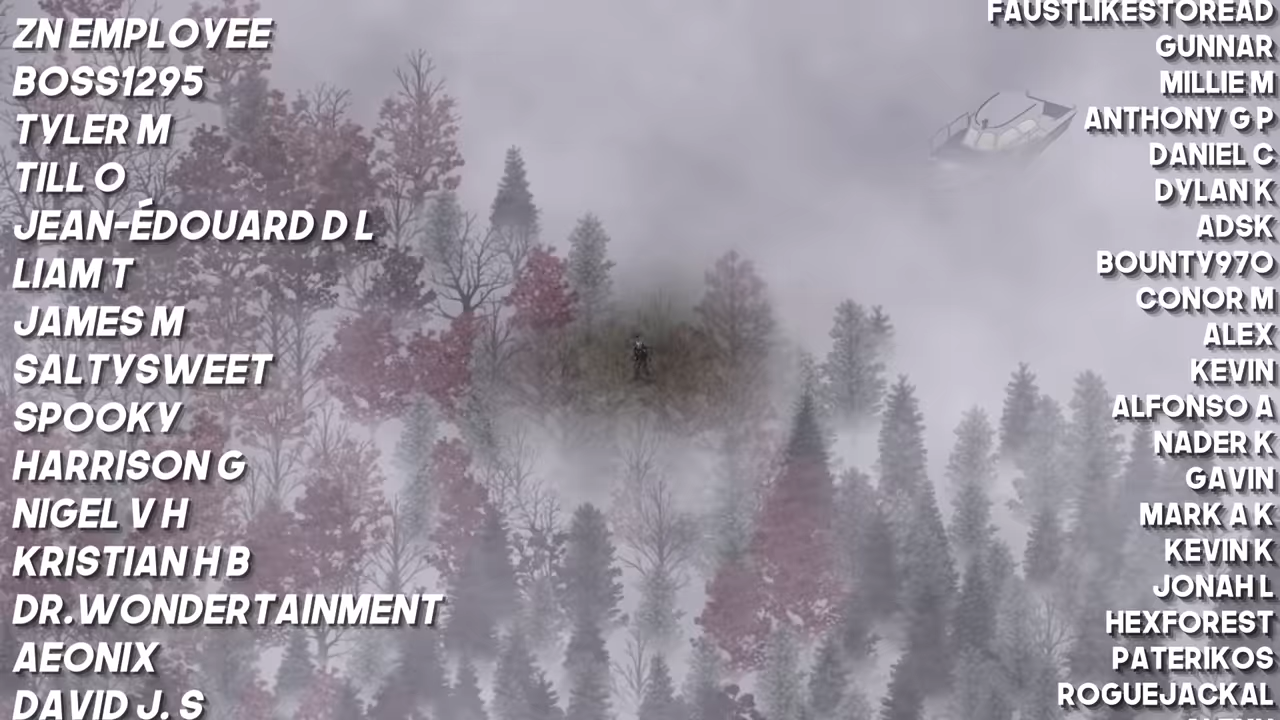 ZN EMPLOYEE
BOSS1295
TYLER M
TILL O
JEAN-ÉDOUARD D L
LIAM T
JAMES M
SALTYSWEET
SPOOKY
HARRISON G
NIGEL V H
KRISTIAN H B
DR.WONDERTAINMENT
AEONIX
DAVID J. S
FAUSTLIKESTOREAD
GUNNAR
MILLIE M
ANTHONY G P
DANIEL C
DYLAN K
ADSK
BOUNTY970
CONOR M
ALEX
KEVIN
ALFONSO A
NADER K
GAVIN
MARK A K
KEVIN K
JONAH L
HEXFOREST
PATERIKOS
ROGUEJACKAL